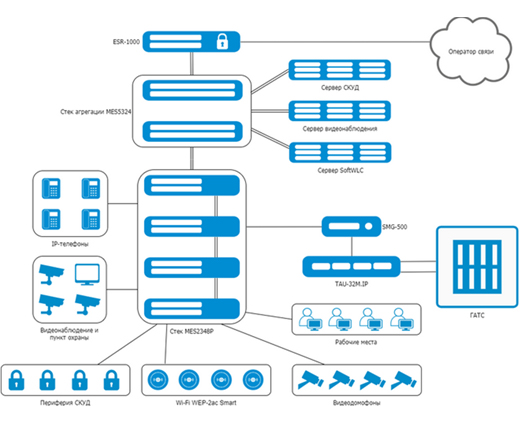 ESR-1000
Оператор связи
Стек агрегации MES5324
Сервер СКУД
Сервер видеонаблюдения
Сервер SoftWLC
IP-телефоны
SMG-500
TAU-32M.IP
ГАТС
Видеонаблюдение и
пункт охраны
Стек MES2348P
Рабочие места
Периферия СКУД
Wi-Fi WEP-2ac Smart
Видеодомофоны